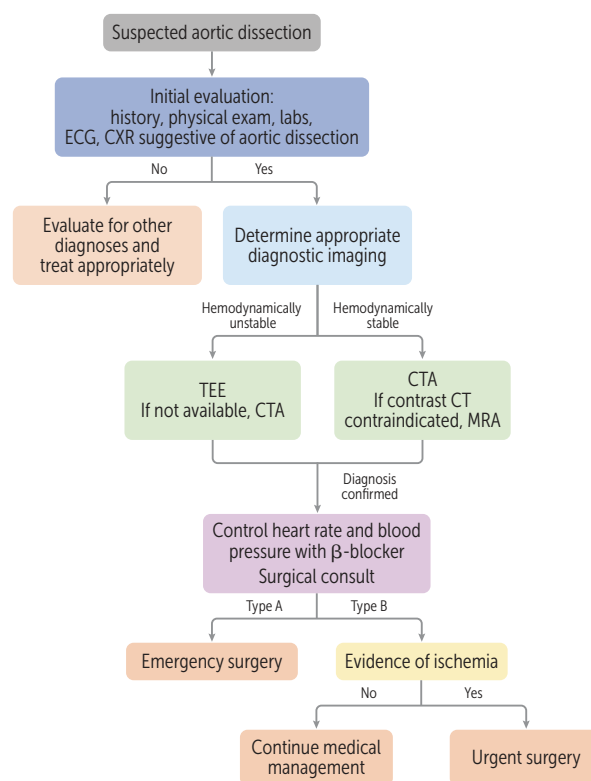 Suspected aortic dissection
Initial evaluation:
history, physical exam, labs,
ECG, CXR suggestive of aortic dissection
No
Yes
Evaluate for other
diagnoses and
treat appropriately
Determine appropriate
diagnostic imaging
Hemodynamically
unstable
Hemodynamically
stable
TEE
If not available, CTA
CTA
If contrast CT
contraindicated, MRA
Diagnosis
confirmed
Control heart rate and blood
pressure with β-blocker
Surgical consult
Type A
Type B
Emergency surgery
Evidence of ischemia
No
Yes
Continue medical
management
Urgent surgery